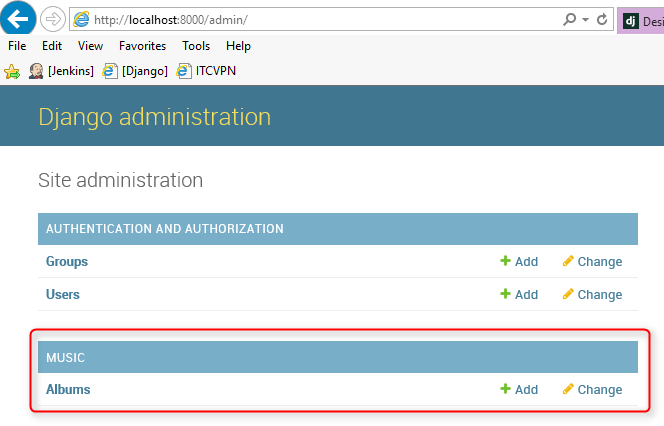 http://localhost:8000/admin/
dj Desi
File Edit View Favorites Tools Help
[Jenkins] [Django] ITCVPN
Django administration
Site administration
AUTHENTICATION AND AUTHORIZATION
Groups Add Change
Users Add Change
MUSIC
Albums Add Change